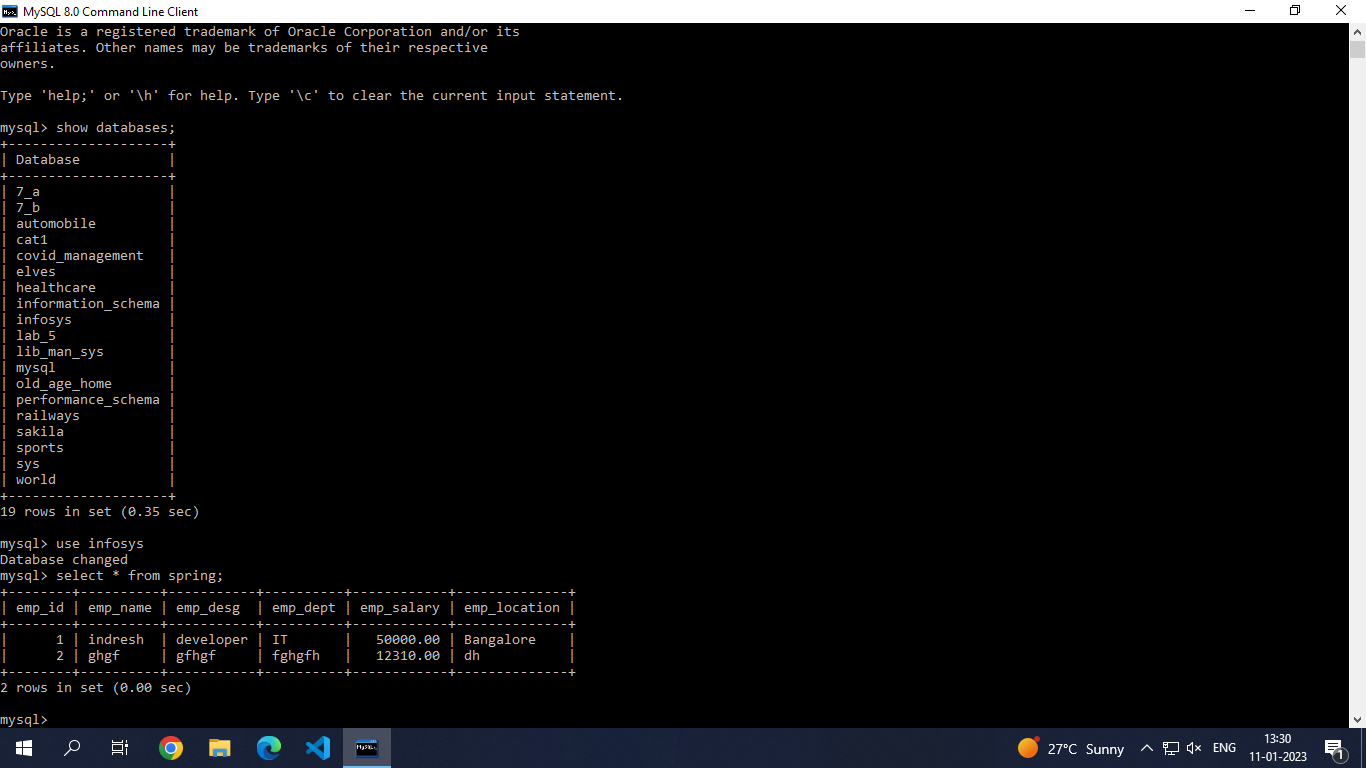 MySQL 8.0 Command Line Client
Oracle is a registered trademark of Oracle Corporation and/or its
affiliates. Other names may be trademarks of their respective
owners.
Type 'help;' or '\h' for help. Type '\c' to clear the current input statement.
mysql> show databases;
+--------------------+
| Database           |
+--------------------+
| 7_a                |
| 7_b                |
| automobile         |
| cat1               |
| covid_management   |
| elves              |
| healthcare         |
| information_schema |
| infosys            |
| lab_5              |
| lib_man_sys        |
| mysql              |
| old_age_home       |
| performance_schema |
| railways           |
| sakila             |
| sports             |
| sys                |
| world              |
+--------------------+
19 rows in set (0.35 sec)
mysql> use infosys
Database changed
mysql> select * from spring;
+--------+----------+-----------+----------+------------+--------------+
| emp_id | emp_name | emp_desg  | emp_dept | emp_salary | emp_location |
+--------+----------+-----------+----------+------------+--------------+
|      1 | indresh  | developer | IT       |   50000.00 | Bangalore    |
|      2 | ghgf     | gfhgf     | fghgfh   |   12310.00 | dh           |
+--------+----------+-----------+----------+------------+--------------+
2 rows in set (0.00 sec)
mysql>
MySQL
27°C Sunny
ENG
13:30
11-01-2023
1